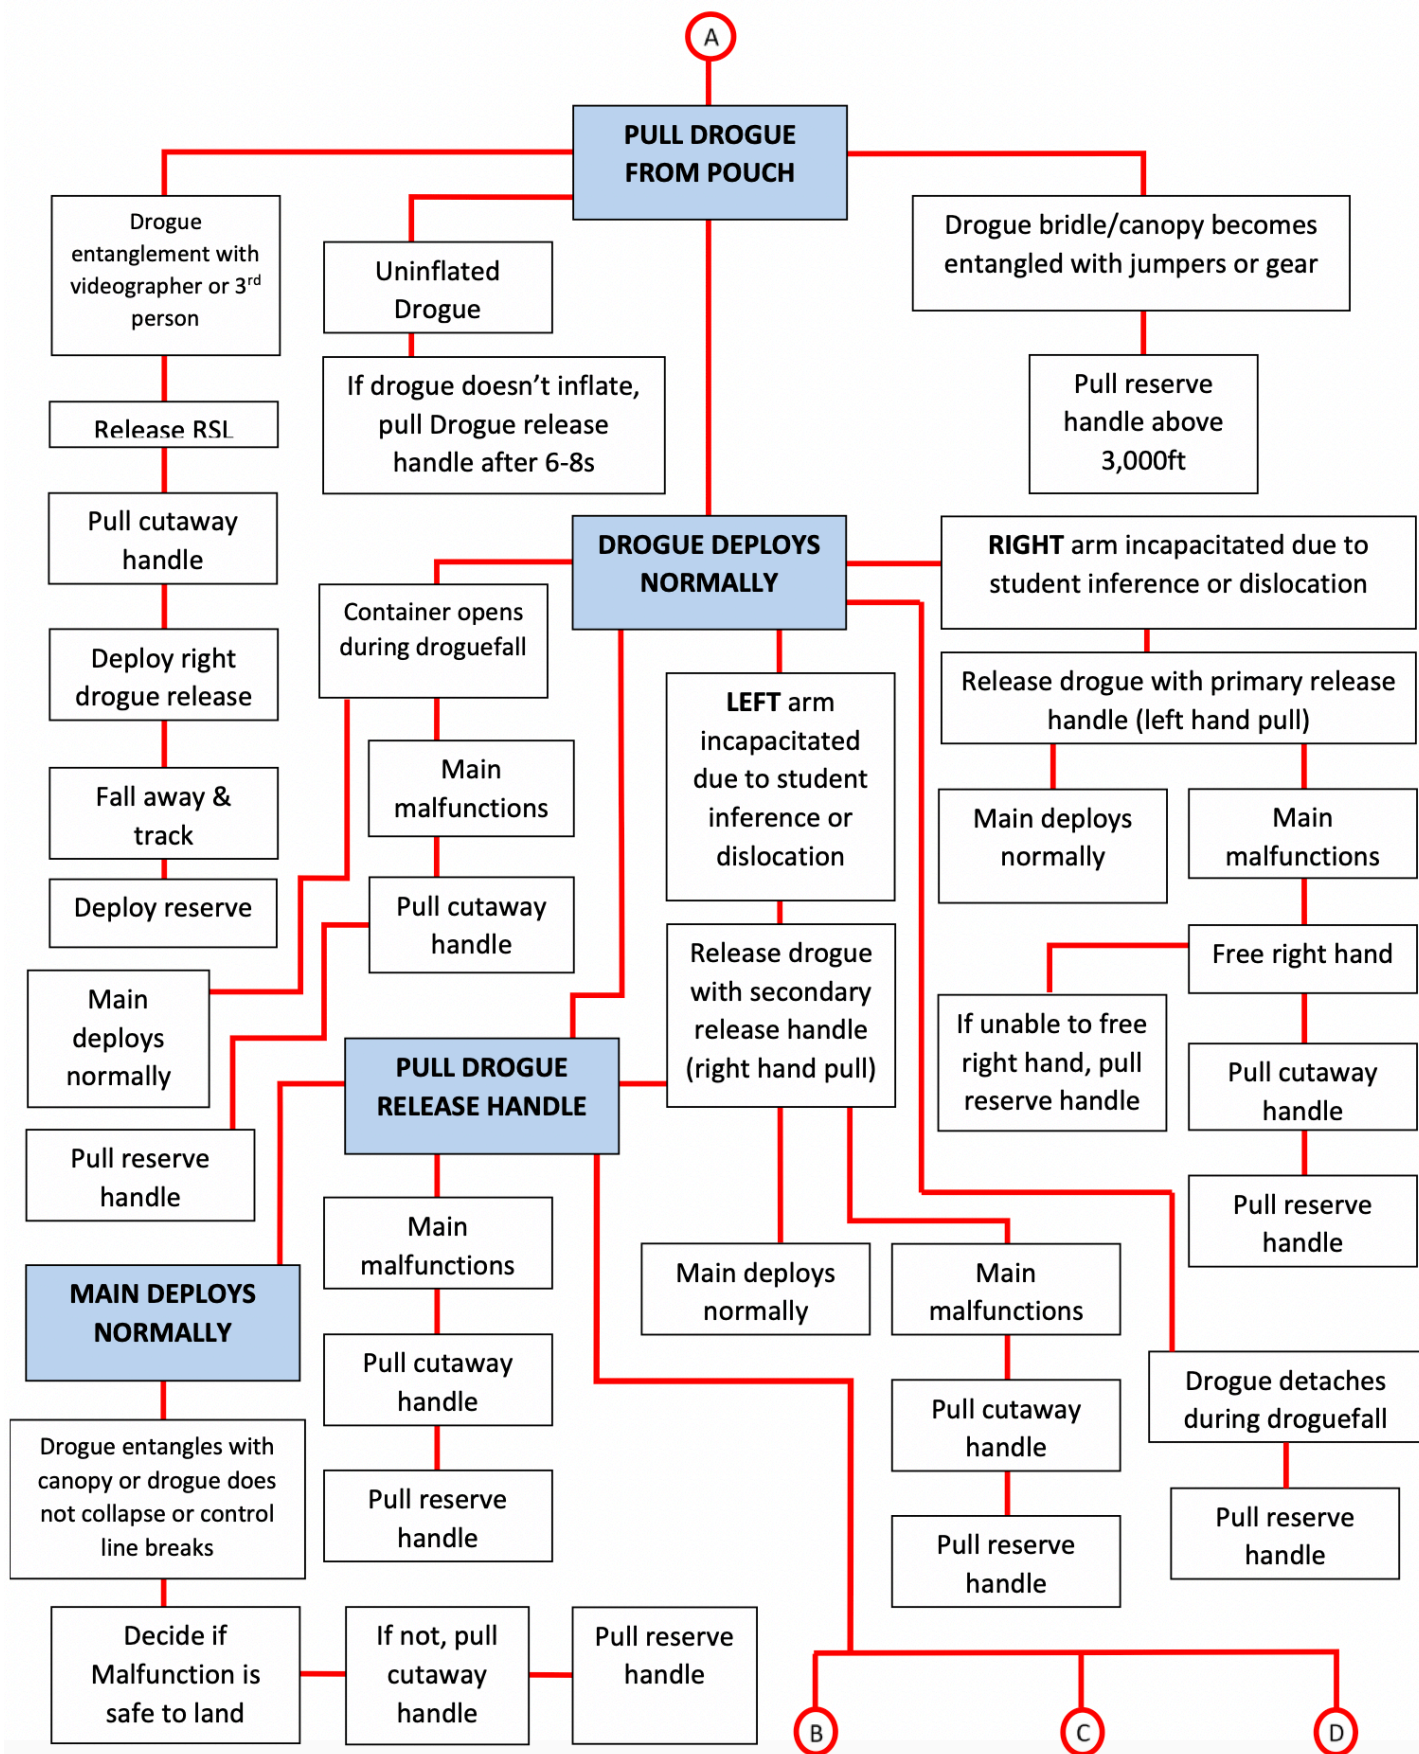 A
PULL DROGUE
FROM POUCH
Drogue
entanglement with
videographer or 3rd
person
Uninflated
Drogue
Drogue bridle/canopy becomes
entangled with jumpers or gear
If drogue doesn’t inflate,
pull Drogue release
handle after 6-8s
Pull reserve
handle above
3,000ft
Release RSL
Pull cutaway
handle
DROGUE DEPLOYS
NORMALLY
RIGHT arm incapacitated due to
student inference or dislocation
Container opens
during droguefall
Deploy right
drogue release
LEFT arm
incapacitated
due to student
inference or
dislocation
Release drogue with primary release
handle (left hand pull)
Main
malfunctions
Fall away &
track
Main deploys
normally
Main
malfunctions
Deploy reserve
Pull cutaway
handle
Release drogue
with secondary
release handle
(right hand pull)
Free right hand
Main
deploys
normally
If unable to free
right hand, pull
reserve handle
PULL DROGUE
RELEASE HANDLE
Pull cutaway
handle
Pull reserve
handle
Pull reserve
handle
Main
malfunctions
Main deploys
normally
Main
malfunctions
MAIN DEPLOYS
NORMALLY
Pull cutaway
handle
Drogue detaches
during droguefall
Pull cutaway
handle
Drogue entangles with
canopy or drogue does
not collapse or control
line breaks
Pull reserve
handle
Pull reserve
handle
Pull reserve
handle
Decide if
Malfunction is
safe to land
If not, pull
cutaway
handle
Pull reserve
handle
B
C
D